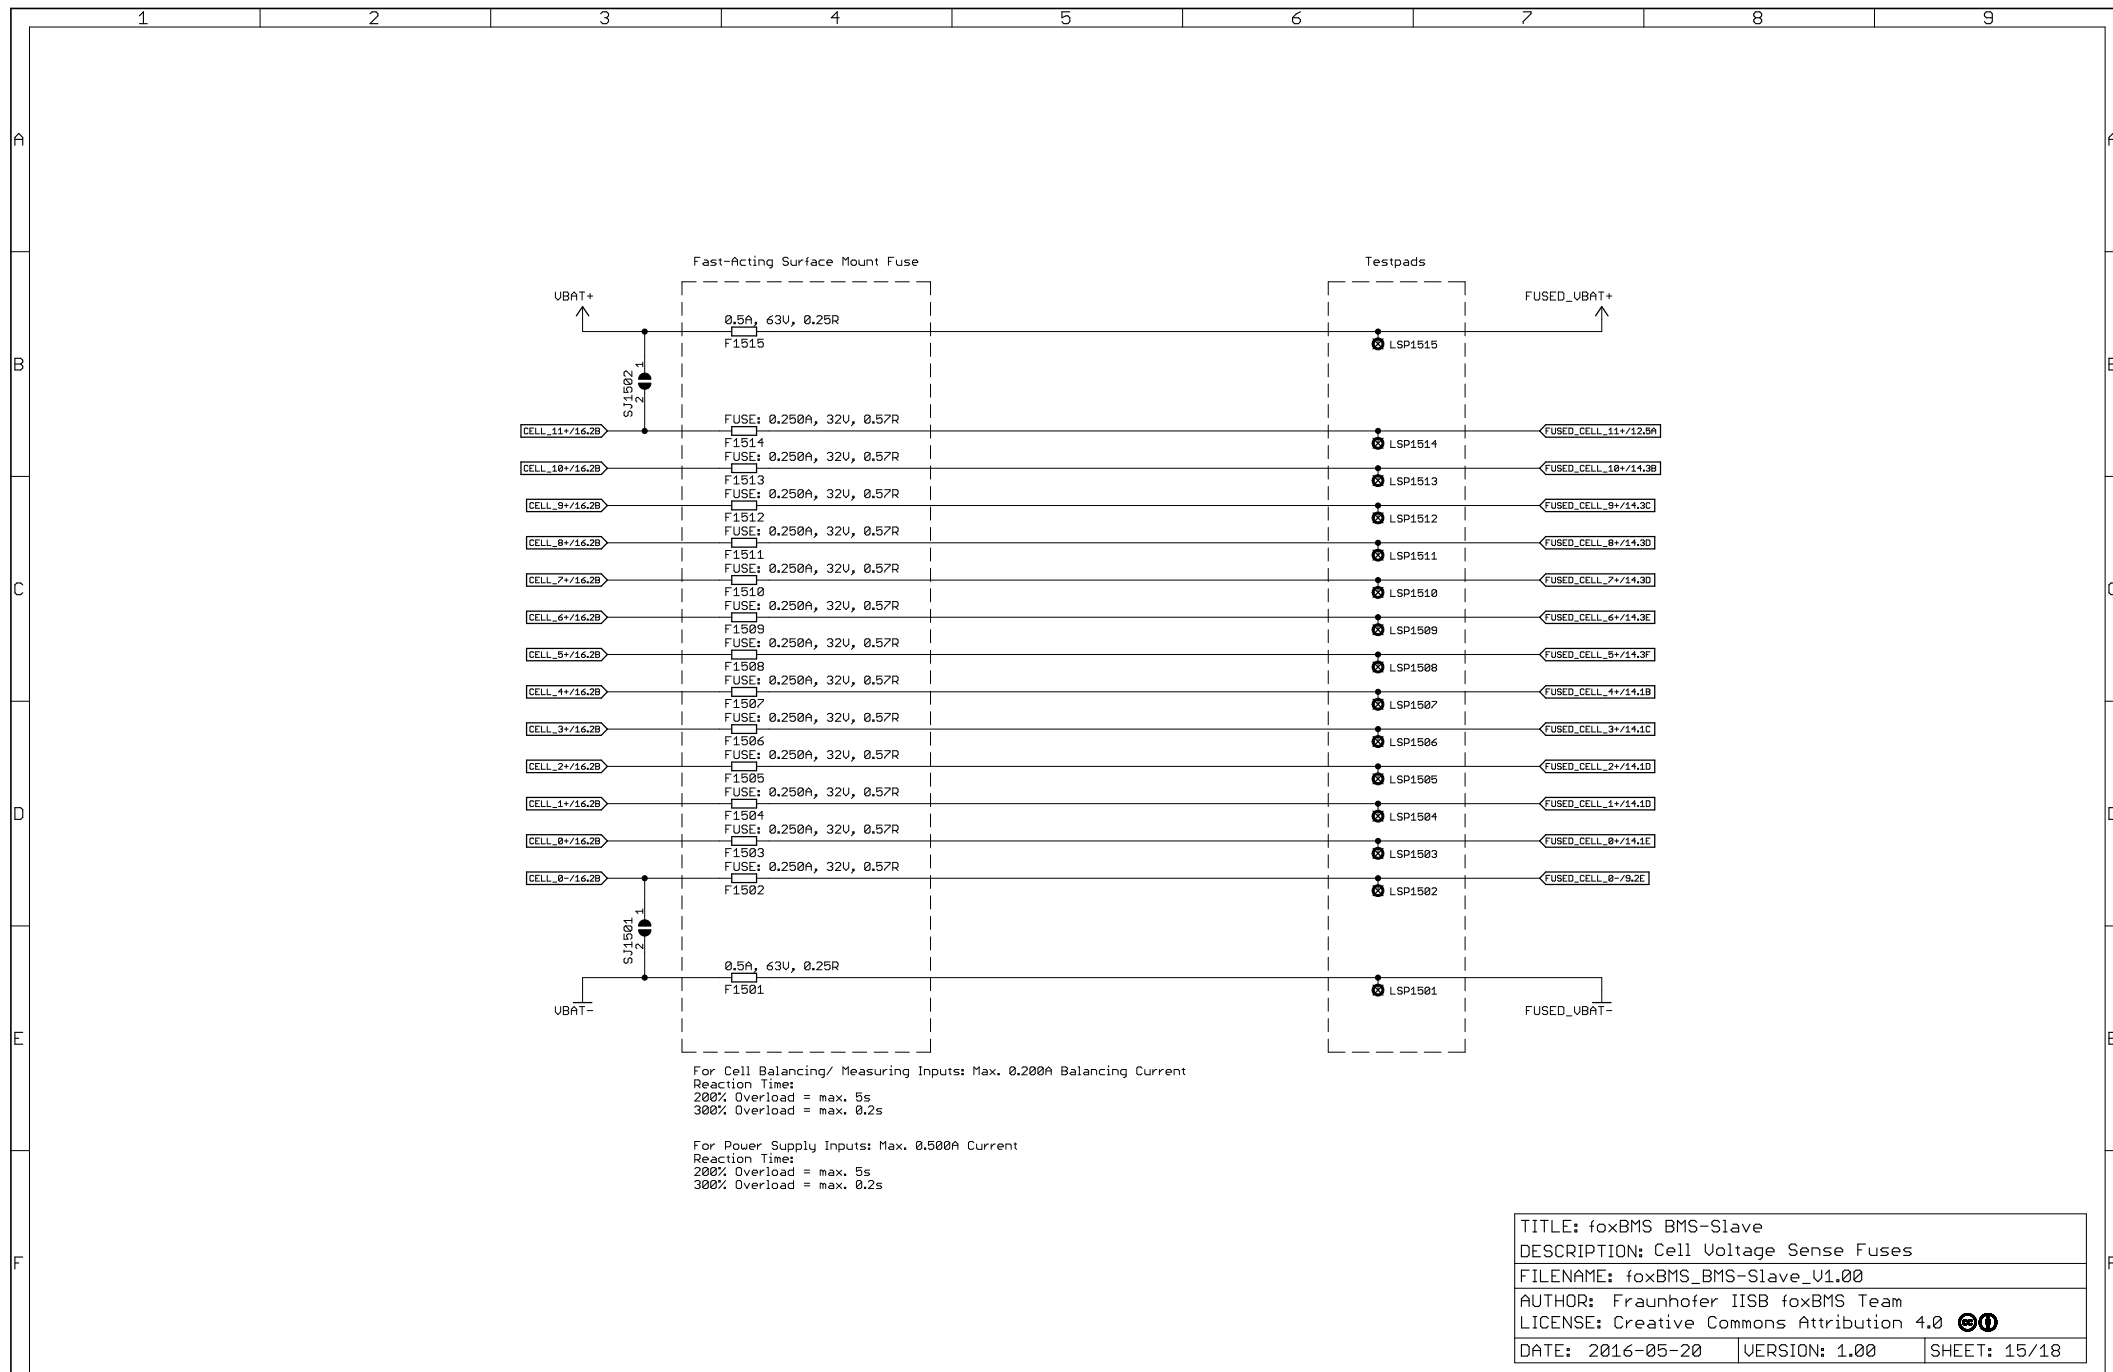 1 2 3 4 5 6 7 8 9
A
B
C
D
E
F
A
B
C
D
E
F
Fast-Acting Surface Mount Fuse
Testpads
VBAT+
FUSED_VBAT+
0.5A, 63V, 0.25R
F1515
LSP1515
SJ1502
1
2
CELL_11+/16.2B
FUSE: 0.250A, 32V, 0.57R
F1514
LSP1514
FUSED_CELL_11+/12.5A
CELL_10+/16.2B
FUSE: 0.250A, 32V, 0.57R
F1513
LSP1513
FUSED_CELL_10+/14.3B
CELL_9+/16.2B
FUSE: 0.250A, 32V, 0.57R
F1512
LSP1512
FUSED_CELL_9+/14.3C
CELL_8+/16.2B
FUSE: 0.250A, 32V, 0.57R
F1511
LSP1511
FUSED_CELL_8+/14.3D
CELL_7+/16.2B
FUSE: 0.250A, 32V, 0.57R
F1510
LSP1510
FUSED_CELL_7+/14.3D
CELL_6+/16.2B
FUSE: 0.250A, 32V, 0.57R
F1509
LSP1509
FUSED_CELL_6+/14.3E
CELL_5+/16.2B
FUSE: 0.250A, 32V, 0.57R
F1508
LSP1508
FUSED_CELL_5+/14.3F
CELL_4+/16.2B
FUSE: 0.250A, 32V, 0.57R
F1507
LSP1507
FUSED_CELL_4+/14.1B
CELL_3+/16.2B
FUSE: 0.250A, 32V, 0.57R
F1506
LSP1506
FUSED_CELL_3+/14.1C
CELL_2+/16.2B
FUSE: 0.250A, 32V, 0.57R
F1505
LSP1505
FUSED_CELL_2+/14.1D
CELL_1+/16.2B
FUSE: 0.250A, 32V, 0.57R
F1504
LSP1504
FUSED_CELL_1+/14.1D
CELL_0+/16.2B
FUSE: 0.250A, 32V, 0.57R
F1503
LSP1503
FUSED_CELL_0+/14.1E
CELL_0-/16.2B
FUSE: 0.250A, 32V, 0.57R
F1502
LSP1502
FUSED_CELL_0-/9.2E
SJ1501
1
2
0.5A, 63V, 0.25R
F1501
LSP1501
VBAT-
FUSED_VBAT-
For Cell Balancing/ Measuring Inputs: Max. 0.200A Balancing Current
Reaction Time:
200% Overload = max. 5s
300% Overload = max. 0.2s
For Power Supply Inputs: Max. 0.500A Current
Reaction Time:
200% Overload = max. 5s
300% Overload = max. 0.2s
TITLE: foxBMS BMS-Slave
DESCRIPTION: Cell Voltage Sense Fuses
FILENAME: foxBMS_BMS-Slave_V1.00
AUTHOR: Fraunhofer IISB foxBMS Team
LICENSE: Creative Commons Attribution 4.0 cc
DATE: 2016-05-20 VERSION: 1.00 SHEET: 15/18